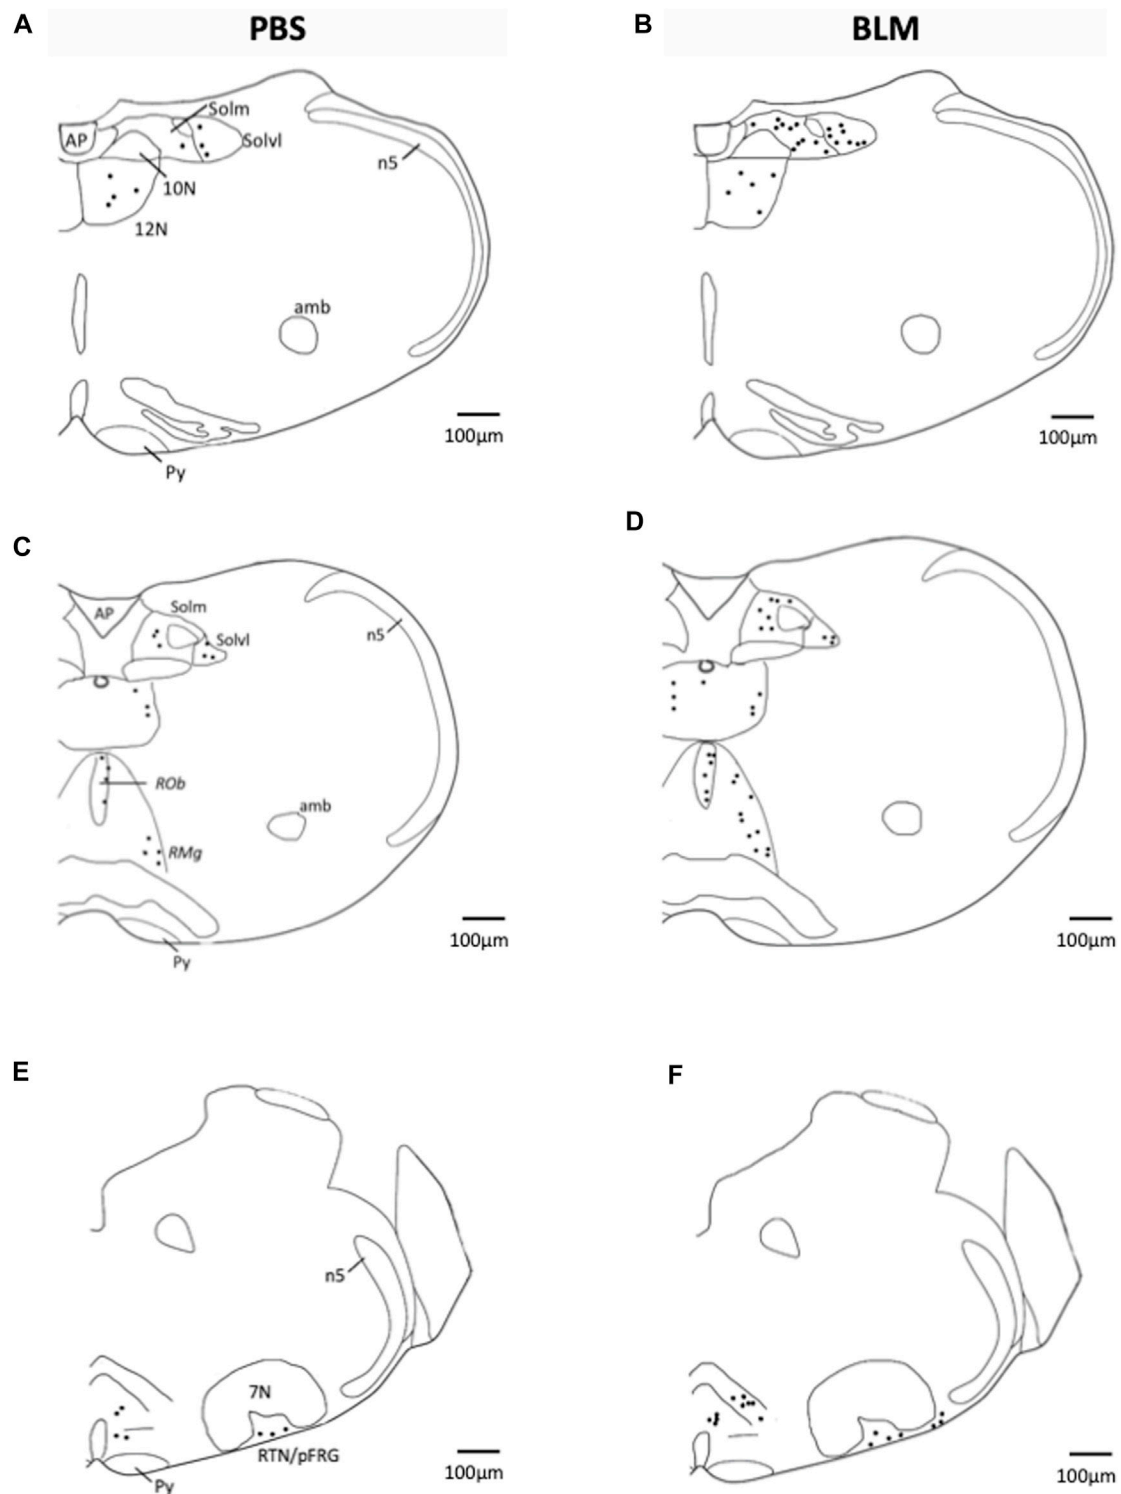 A
PBS
B
BLM
Solm
AP
Solvl
n5
10N
12N
amb
100μm
100μm
Py
C
D
AP
Solm
Solvl
n5
ROb
amb
RMg
100μm
100μm
Py
E
F
n5
7N
RTN/pFRG
100μm
100μm
Py